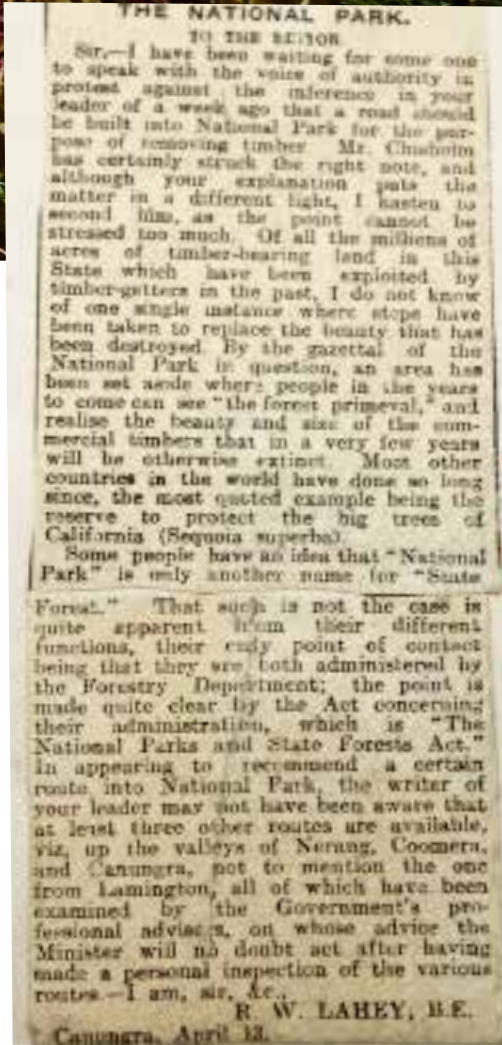 THE NATIONAL PARK.
TO THE EDITOR
Sir,—I have been waiting for some one
to speak with the voice of authority in
protest against the inference in your
leader of a week ago that a road should
be built into National Park for the pur-
pose of removing timber. Mr. Chisholm
has certainly struck the right note, and
although your explanation puts the
matter in a different light, I hasten to
second him, as the point cannot be
stressed too much. Of all the millions of
acres of timber-bearing land in this
State which have been exploited by
timber-getters in the past, I do not know
of one single instance where steps have
been taken to replace the beauty that has
been destroyed. By the gazettal of the
National Park in question, an area has
been set aside where people in the years
to come can see "the forest primeval," and
realise the beauty and size of the com-
mercial timbers that in a very few years
will be otherwise extinct. Most other
countries in the world have done so long
since, the most quoted example being the
reserve to protect the big trees of
California (Sequoia superba).
Some people have an idea that "National
Park" is only another name for "State
Forest." That such is not the case is
quite apparent from their different
functions, their only point of contact
being that they are both administered by
the Forestry Department; the point is
made quite clear by the Act concerning
their administration, which is "The
National Parks and State Forests Act."
In appearing to recommend a certain
route into National Park, the writer of
your leader may not have been aware that
at least three other routes are available,
viz, up the valleys of Nerang, Coomera,
and Canungra, not to mention the one
from Lamington, all of which have been
examined by the Government's pro-
fessional advisers, on whose advice the
Minister will no doubt act after having
made a personal inspection of the various
routes.—I am, sir, &c.,
R. W. LAHEY, B.E.
Canungra, April 13.